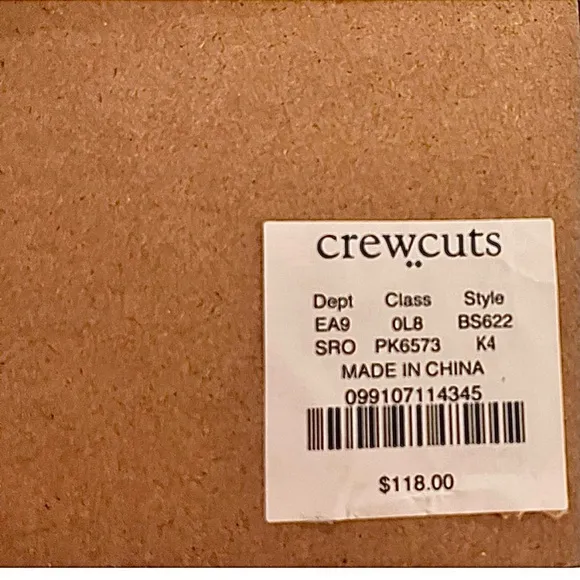 crewcuts
Dept Class Style
EA9 0L8 BS622
SRO PK6573 K4
MADE IN CHINA
099107114345
$118.00